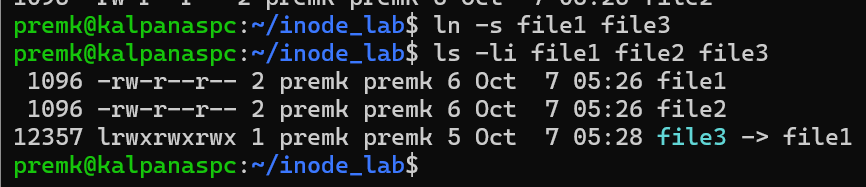 premk@kalpanaspc:~/inode_lab$ ln -s file1 file3
premk@kalpanaspc:~/inode_lab$ ls -li file1 file2 file3
 1096 -rw-r--r-- 2 premk premk 6 Oct  7 05:26 file1
 1096 -rw-r--r-- 2 premk premk 6 Oct  7 05:26 file2
12357 lrwxrwxrwx 1 premk premk 5 Oct  7 05:28 file3 -> file1
premk@kalpanaspc:~/inode_lab$